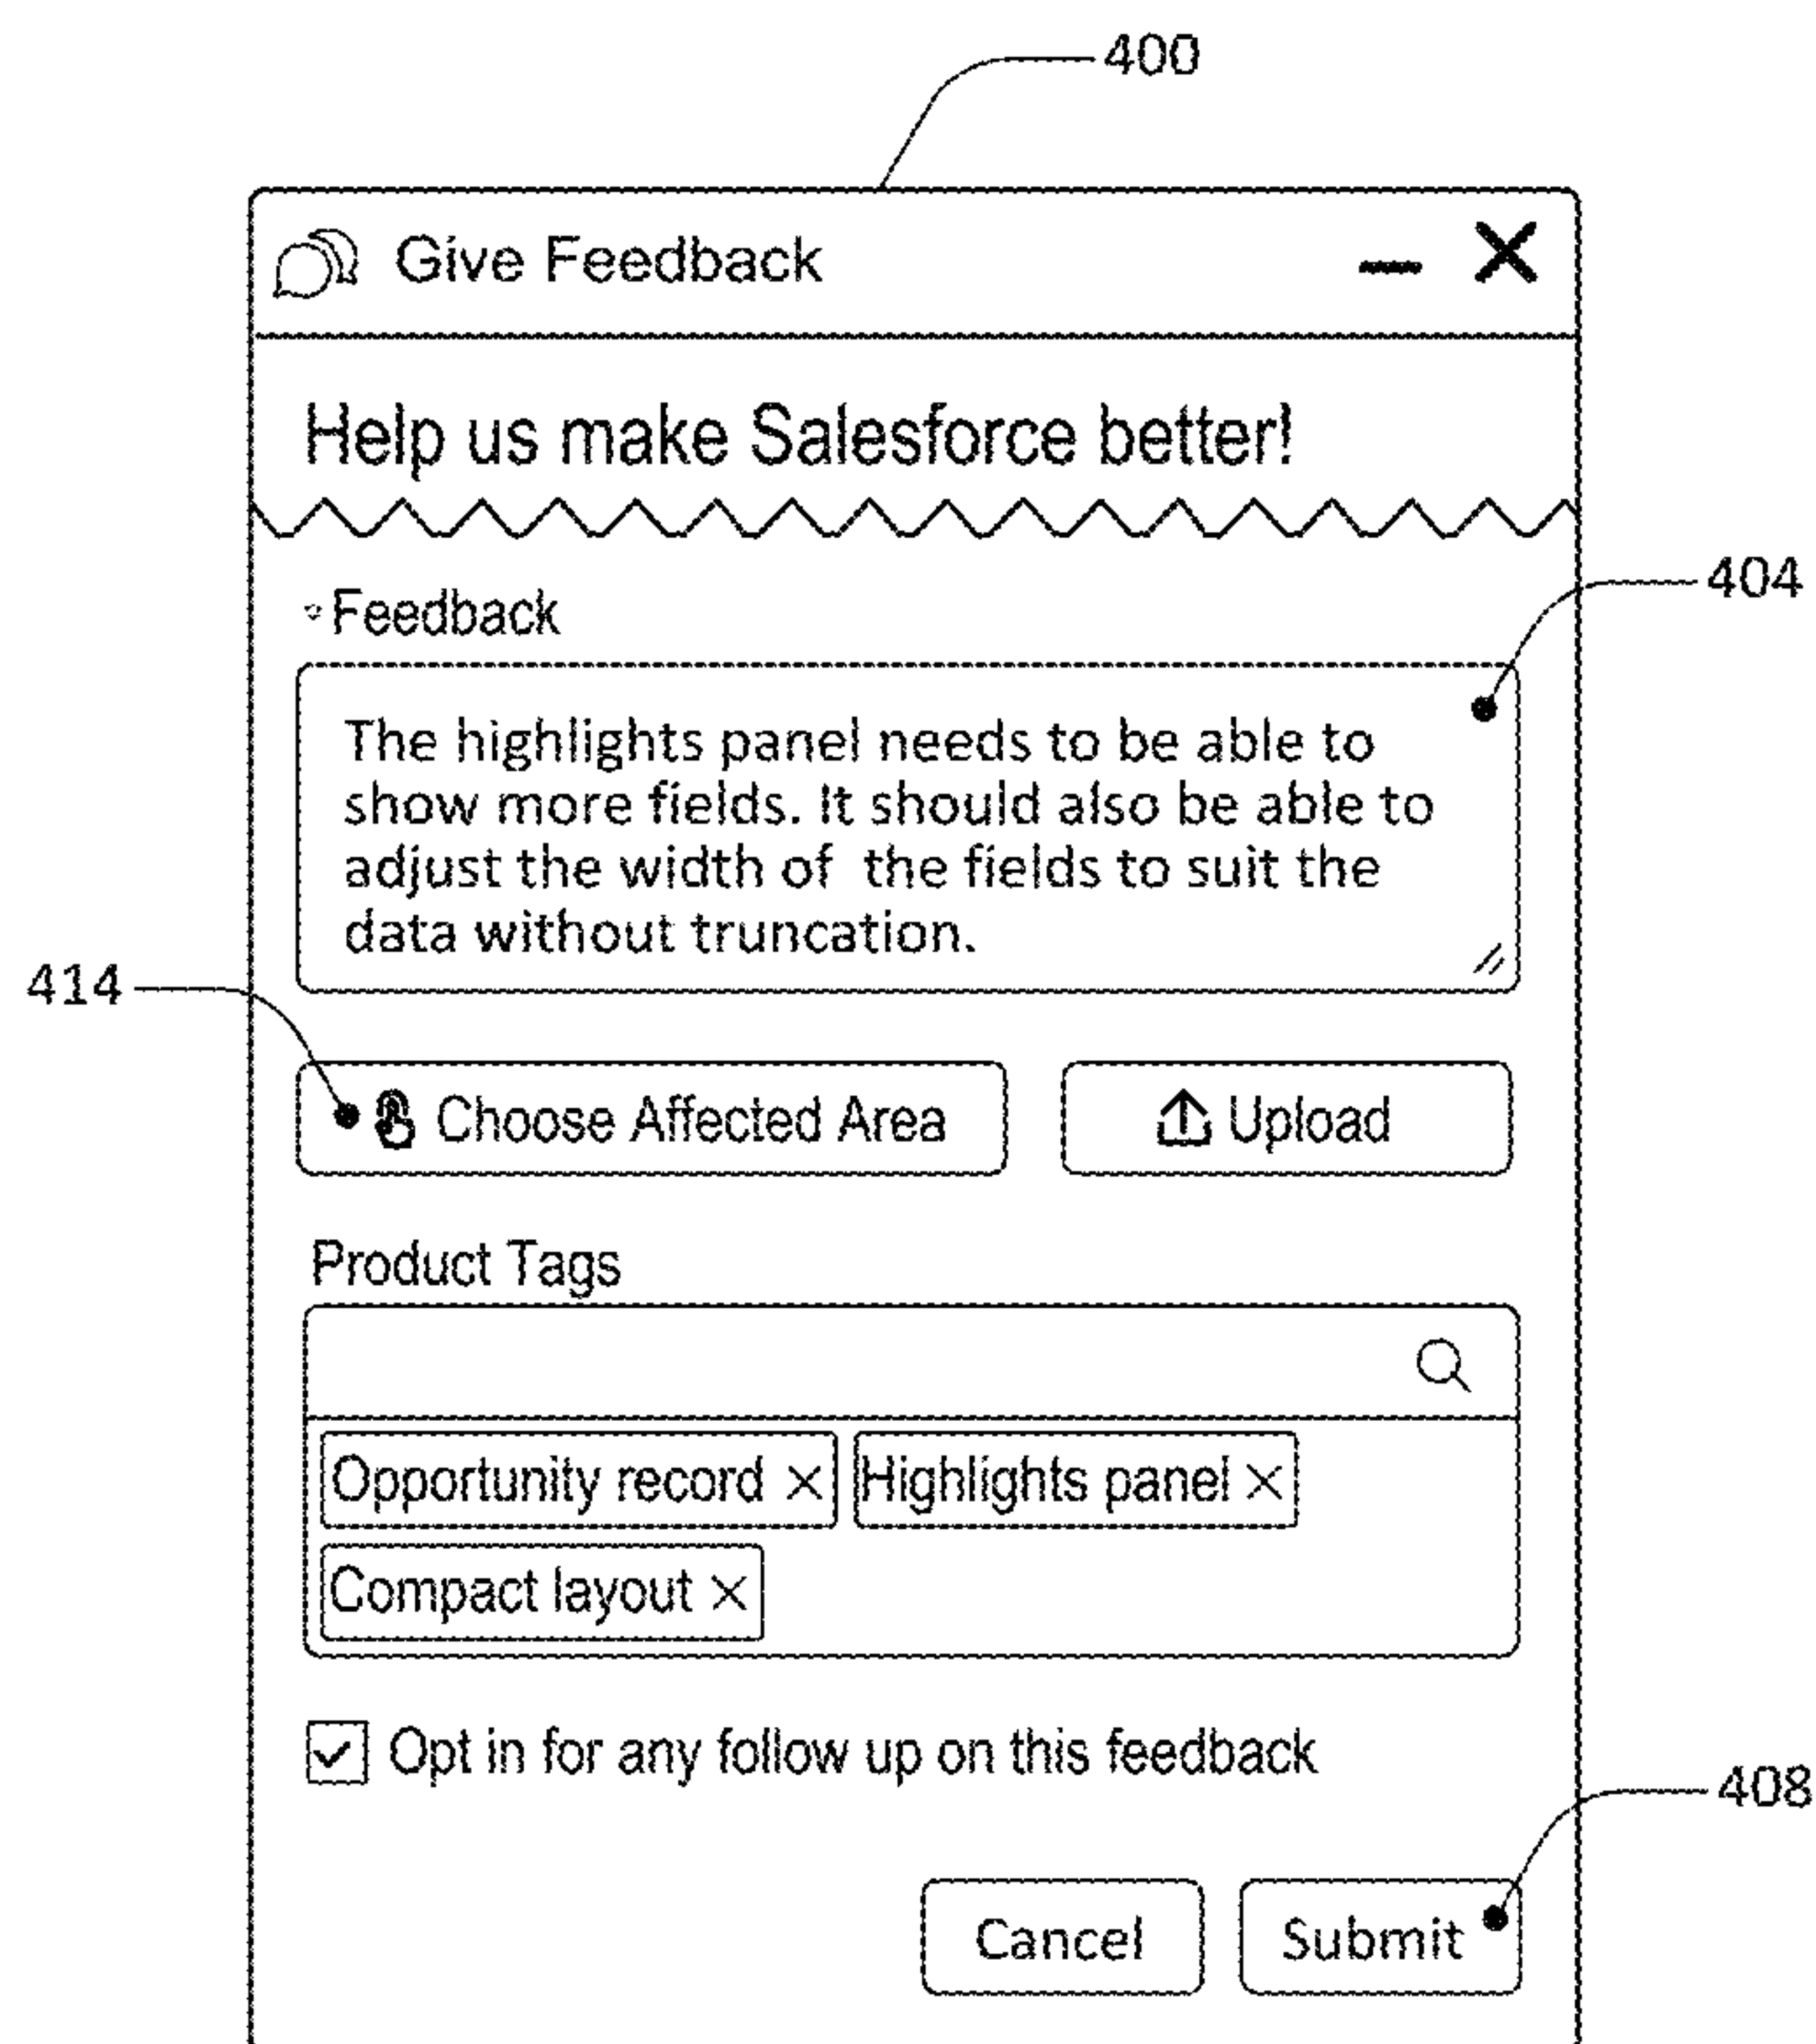 400
Give Feedback
Help us make Salesforce better!
404
Feedback
The highlights panel needs to be able to
show more fields. It should also be able to
adjust the width of the fields to suit the
data without truncation.
414
Choose Affected Area
Upload
Product Tags
Opportunity record × Highlights panel ×
Compact layout ×
Opt in for any follow up on this feedback
408
Cancel Submit